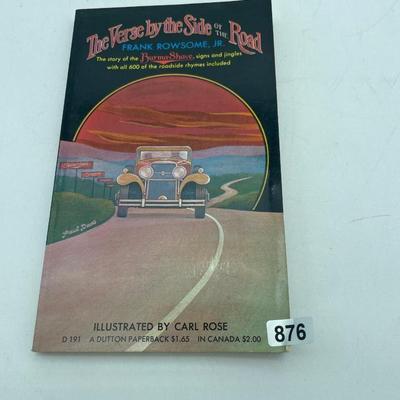 The Verse by the Side OF THE Road
FRANK ROWSOME, JR.
The story of the Burma-Shave, signs and jingles
with all 600 of the roadside rhymes included
ILLUSTRATED BY CARL ROSE
D 191 A DUTTON PAPERBACK $1.65 IN CANADA $2.00
876